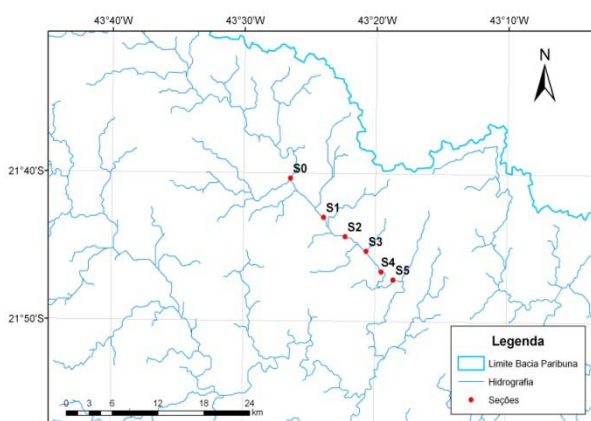 43°40'W 43°30'W 43°20'W 43°10'W
N
21°40'S
S0
S1
S2
S3
S4
S5
21°50'S
Legenda
Limite Bacia Paribuna
Hidrografia
Seções
0 3 6 12 18 24
km